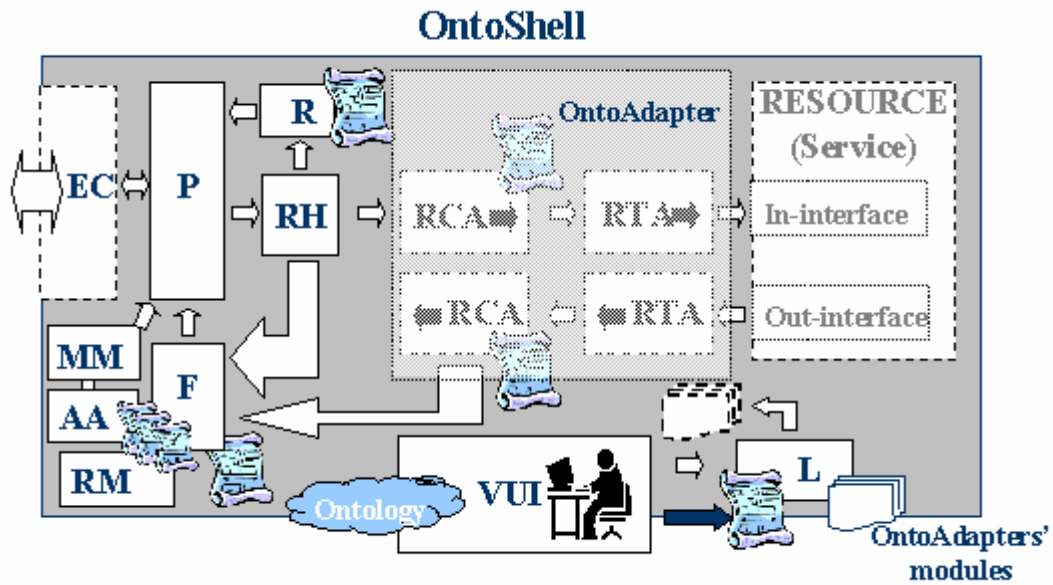 OntoShell
R
OntoAdapter
RESOURCE
(Service)
EC
P
RH
RCA
RTA
In-interface
RCA
RTA
Out-interface
MM
F
AA
RM
VUI
L
Ontology
OntoAdapters'
modules